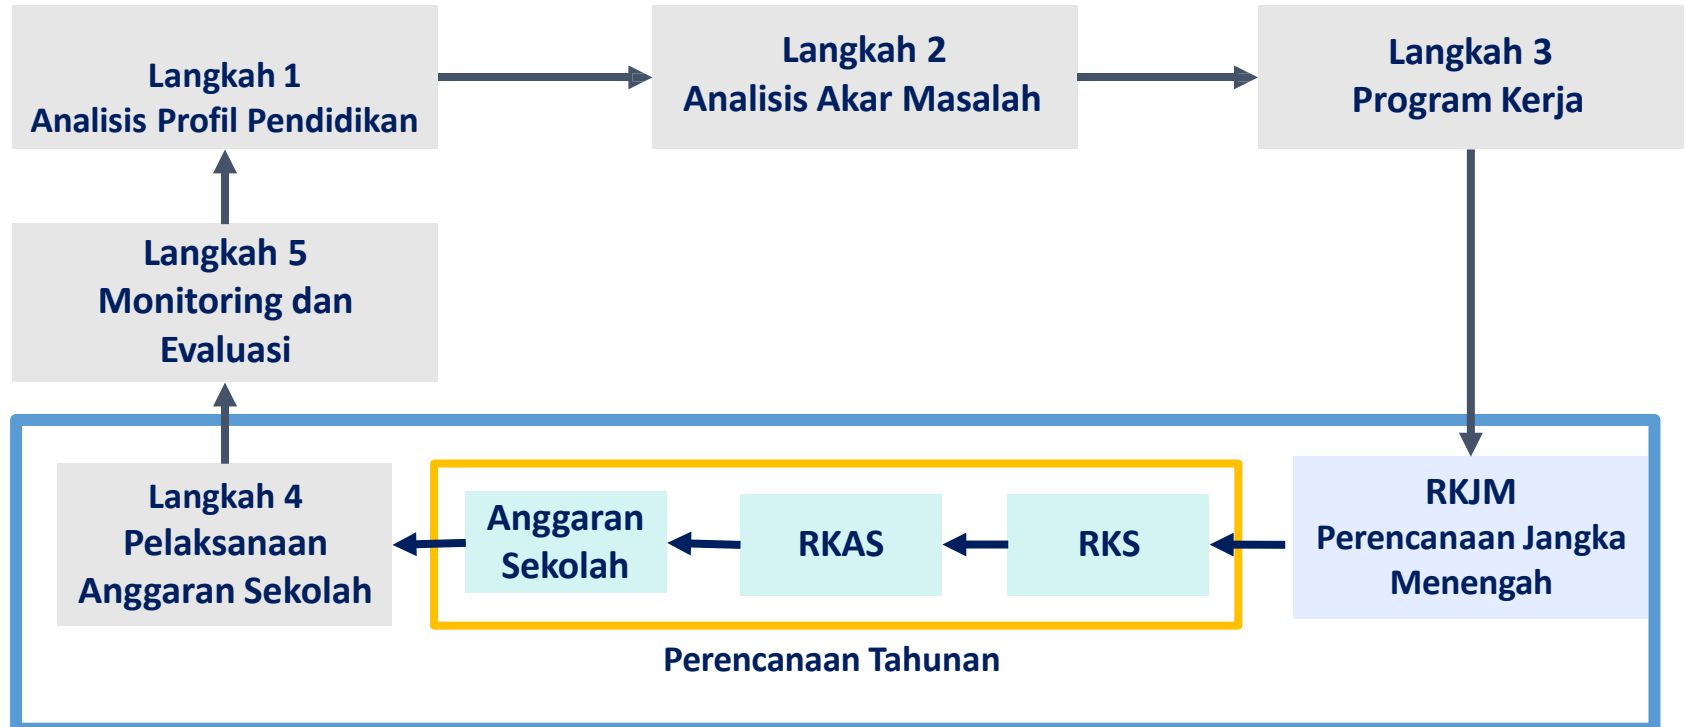 Langkah 1
Analisis Profil Pendidikan
Langkah 2
Analisis Akar Masalah
Langkah 3
Program Kerja
Langkah 5
Monitoring dan
Evaluasi
Langkah 4
Pelaksanaan
Anggaran Sekolah
Anggaran
Sekolah
RKAS
RKS
RKJM
Perencanaan Jangka
Menengah
Perencanaan Tahunan